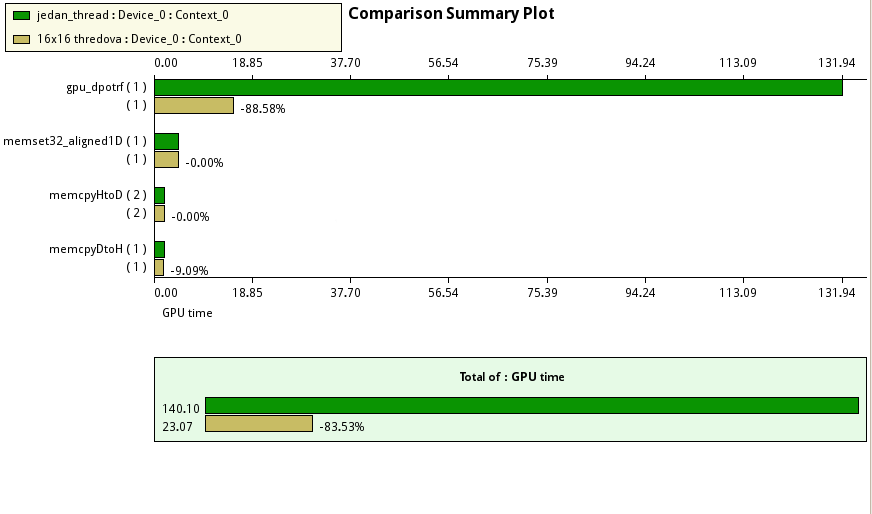 jedan_thread : Device_0 : Context_0
Comparison Summary Plot
16x16 thredova : Device_0 : Context_0
0.00 18.85 37.70 56.54 75.39 94.24 113.09 131.94
gpu_dpotrf ( 1 )
( 1 ) -88.58%
memset32_aligned1D ( 1 )
( 1 ) -0.00%
memcpyHtoD ( 2 )
( 2 ) -0.00%
memcpyDtoH ( 1 )
( 1 ) -9.09%
0.00 18.85 37.70 56.54 75.39 94.24 113.09 131.94
GPU time
Total of : GPU time
140.10
23.07 -83.53%